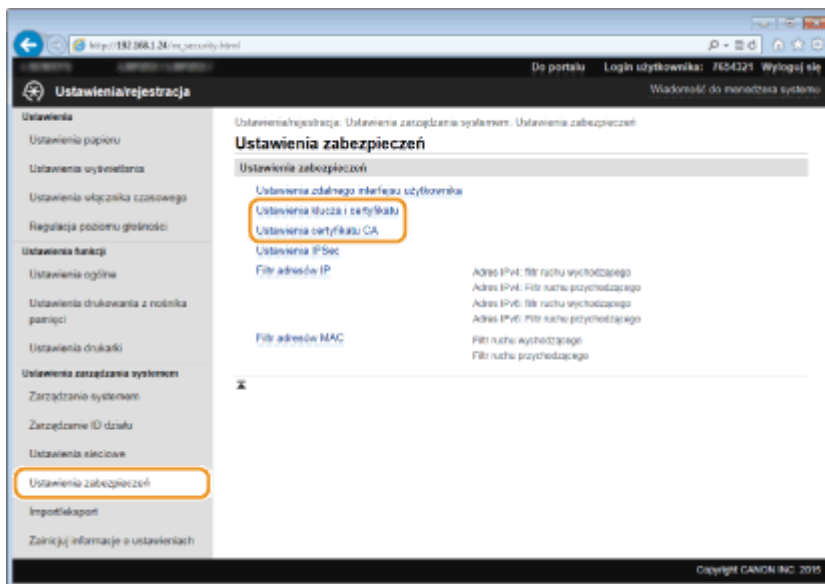 http://192.168.1.24/m_security.html
Do portalu Login użytkownika: 7654321 Wyloguj się
Ustawienia/rejestracja
Wiadomość do menedżera systemu
Ustawienia
Ustawienia papieru
Ustawienia wyświetlania
Ustawienia włącznika czasowego
Regulacja poziomu głośności
Ustawienia funkcji
Ustawienia ogólne
Ustawienia drukowania z nośnika
pamięci
Ustawienia drukarki
Ustawienia zarządzania systemem
Zarządzanie systemem
Zarządzanie ID działu
Ustawienia sieciowe
Ustawienia zabezpieczeń
Import/eksport
Zainicjuj informacje o ustawieniach
Ustawienia/rejestracja: Ustawienia zarządzania systemem: Ustawienia zabezpieczeń
Ustawienia zabezpieczeń
Ustawienia zabezpieczeń
Ustawienia zdalnego interfejsu użytkownika
Ustawienia klucza i certyfikatu
Ustawienia certyfikatu CA
Ustawienia IPSec
Filtr adresów IP
Adres IPv4: filtr ruchu wychodzącego
Adres IPv4: Filtr ruchu przychodzącego
Adres IPv6: filtr ruchu wychodzącego
Adres IPv6: Filtr ruchu przychodzącego
Filtr adresów MAC
Filtr ruchu wychodzącego
Filtr ruchu przychodzącego
Copyright CANON INC. 2015